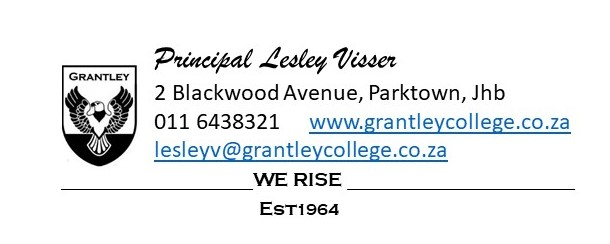 Principal Lesley Visser
GRANTLEY
2 Blackwood Avenue, Parktown, Jhb
011 6438321 www.grantleycollege.co.za
lesleyv@grantleycollege.co.za
WE RISE
EST1964